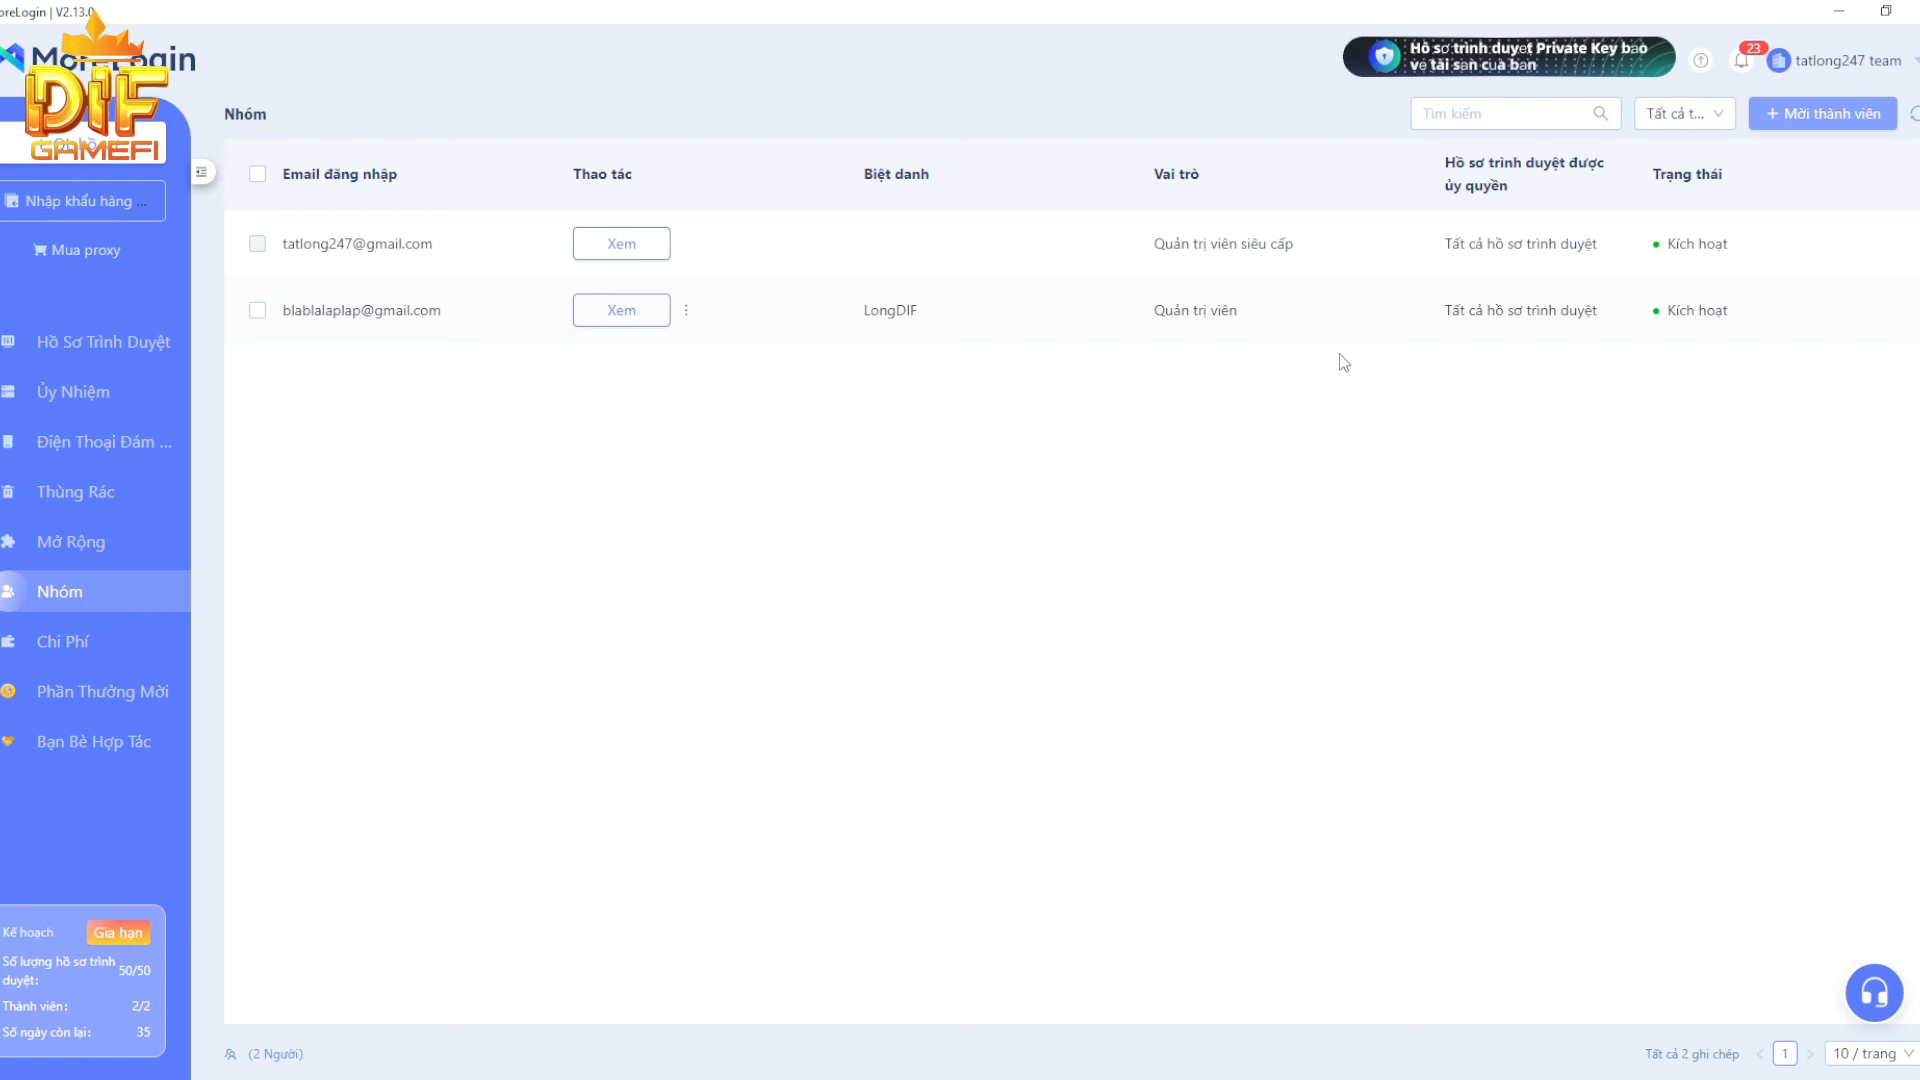 oreLogin | V2.13.0
MoreLogin
DIF
GAMEFI
Hồ sơ trình duyệt Private Key bảo
vệ tài sản của bạn
23
tatlong247 team
Nhóm
Tìm kiếm
Tất cả t...
+ Mời thành viên
Nhập khẩu hàng ...
Mua proxy
Email đăng nhập
Thao tác
Biệt danh
Vai trò
Hồ sơ trình duyệt được
ủy quyền
Trạng thái
tatlong247@gmail.com
Xem
Quản trị viên siêu cấp
Tất cả hồ sơ trình duyệt
Kích hoạt
blablalaplap@gmail.com
Xem
LongDIF
Quản trị viên
Tất cả hồ sơ trình duyệt
Kích hoạt
Hồ Sơ Trình Duyệt
Ủy Nhiệm
Điện Thoại Đám ...
Thùng Rác
Mở Rộng
Nhóm
Chi Phí
Phần Thưởng Mời
Bạn Bè Hợp Tác
Kế hoạch
Gia hạn
Số lượng hồ sơ trình
duyệt:
50/50
Thành viên:
2/2
Số ngày còn lại:
35
(2 Người)
Tất cả 2 ghi chép
1
10 / trang